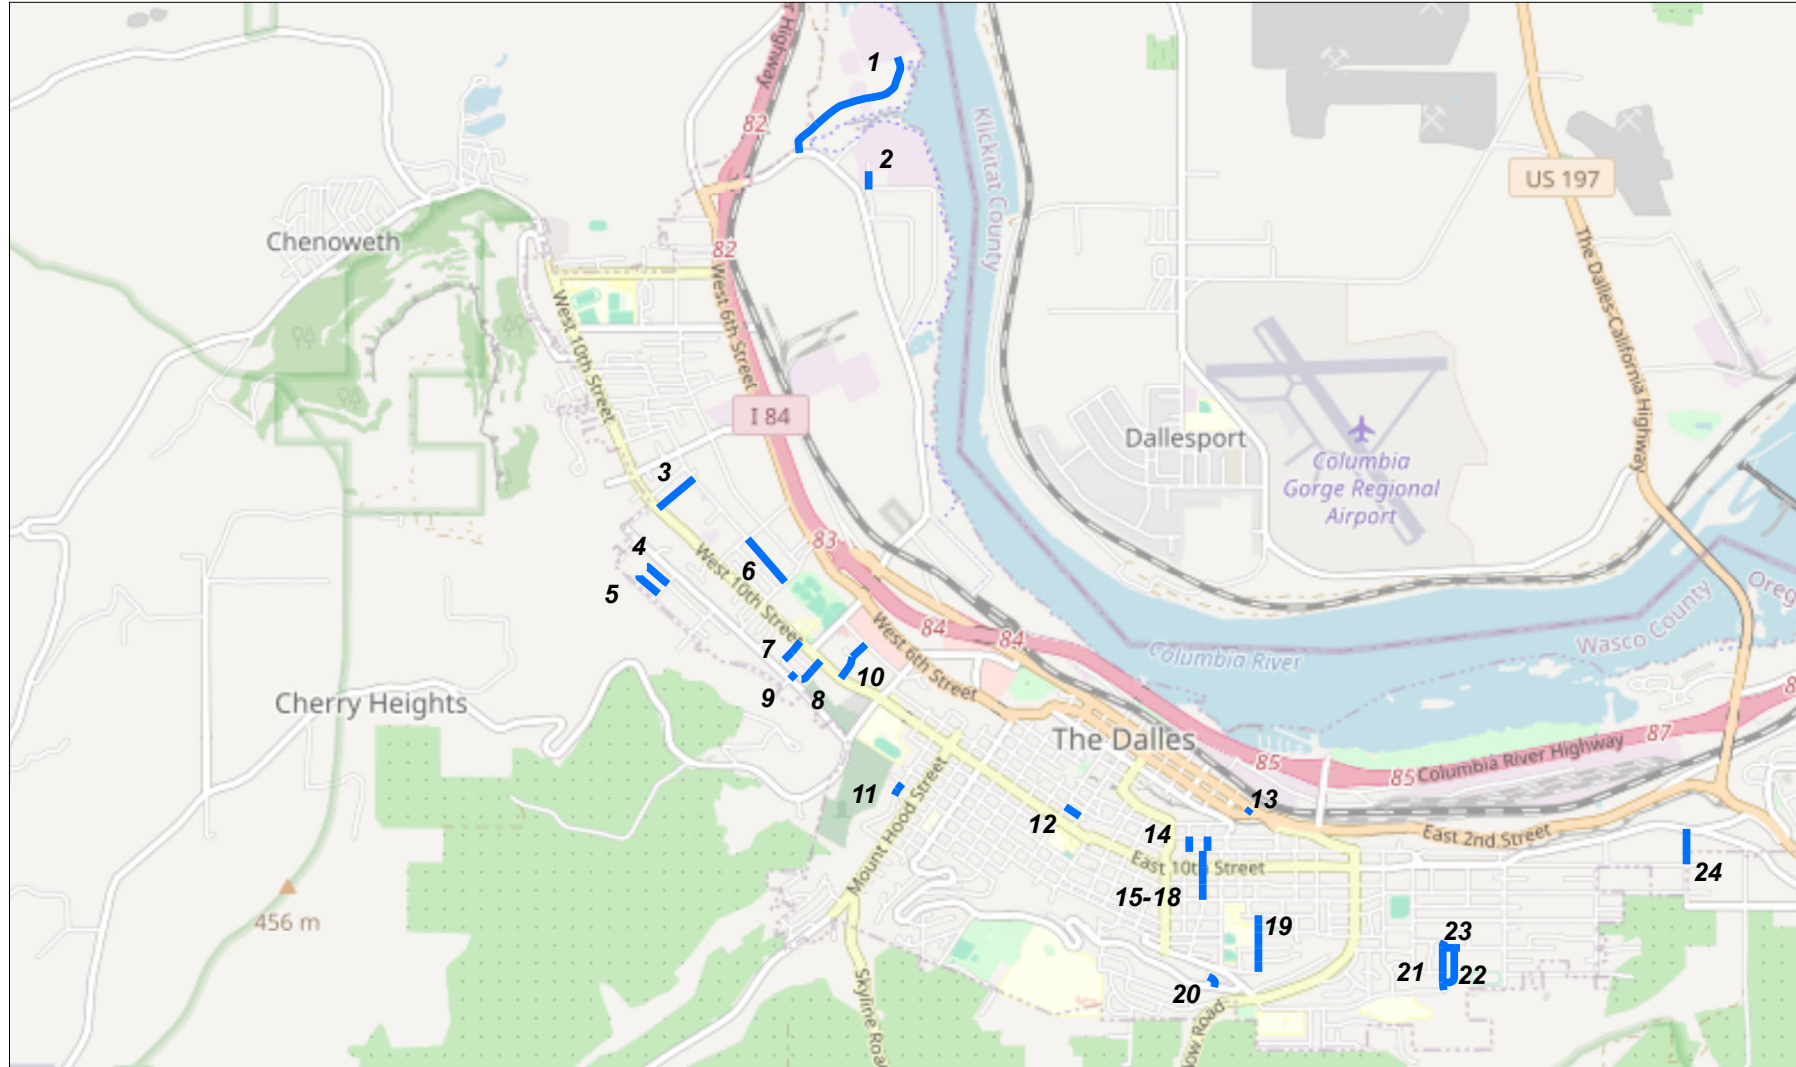 r Highway
1
82
2
Klickitat County
US 197
Chenoweth
82
The Dalles-California Highway
West 10th Street
West 6th Street
I 84
Dallesport
Columbia
Gorge Regional
Airport
3
83
4
5
6
West 10th Street
Oreg
Wasco County
84
84
West 6th Street
Columbia River
7
9
8
10
8
Cherry Heights
The Dalles
87
85
85
Columbia River Highway
11
Mount Hood Street
12
13
14
East 2nd Street
East 10th Street
24
15-18
456 m
19
23
21
22
20
Skyline Roa
ow Road